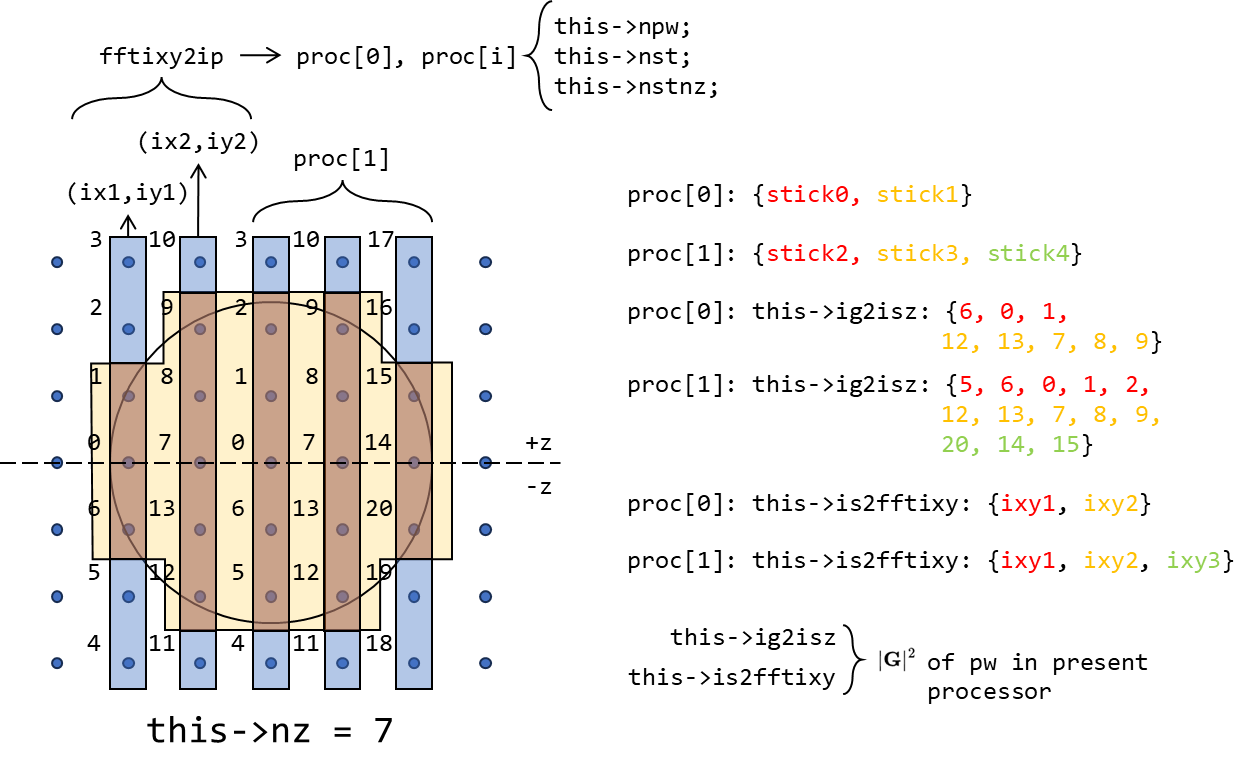 this->npw;
fftixy2ip proc[0], proc[i] this->nst;
this->nstnz;
(ix2,iy2)
proc[1]
(ix1,iy1)
proc[0]: {stick0, stick1}
3 10 3 10 17
proc[1]: {stick2, stick3, stick4}
2 9 2 9 16
proc[0]: this->ig2isz: {6, 0, 1,
12, 13, 7, 8, 9}
1 8 1 8 15
proc[1]: this->ig2isz: {5, 6, 0, 1, 2,
12, 13, 7, 8, 9,
20, 14, 15}
0 7 0 7 14 +z
-z
6 13 6 13 20
proc[0]: this->is2fftixy: {ixy1, ixy2}
5 12 5 12 19
proc[1]: this->is2fftixy: {ixy1, ixy2, ixy3}
4 11 4 11 18
this->ig2isz
this->is2fftixy
|G|² of pw in present
processor
this->nz = 7